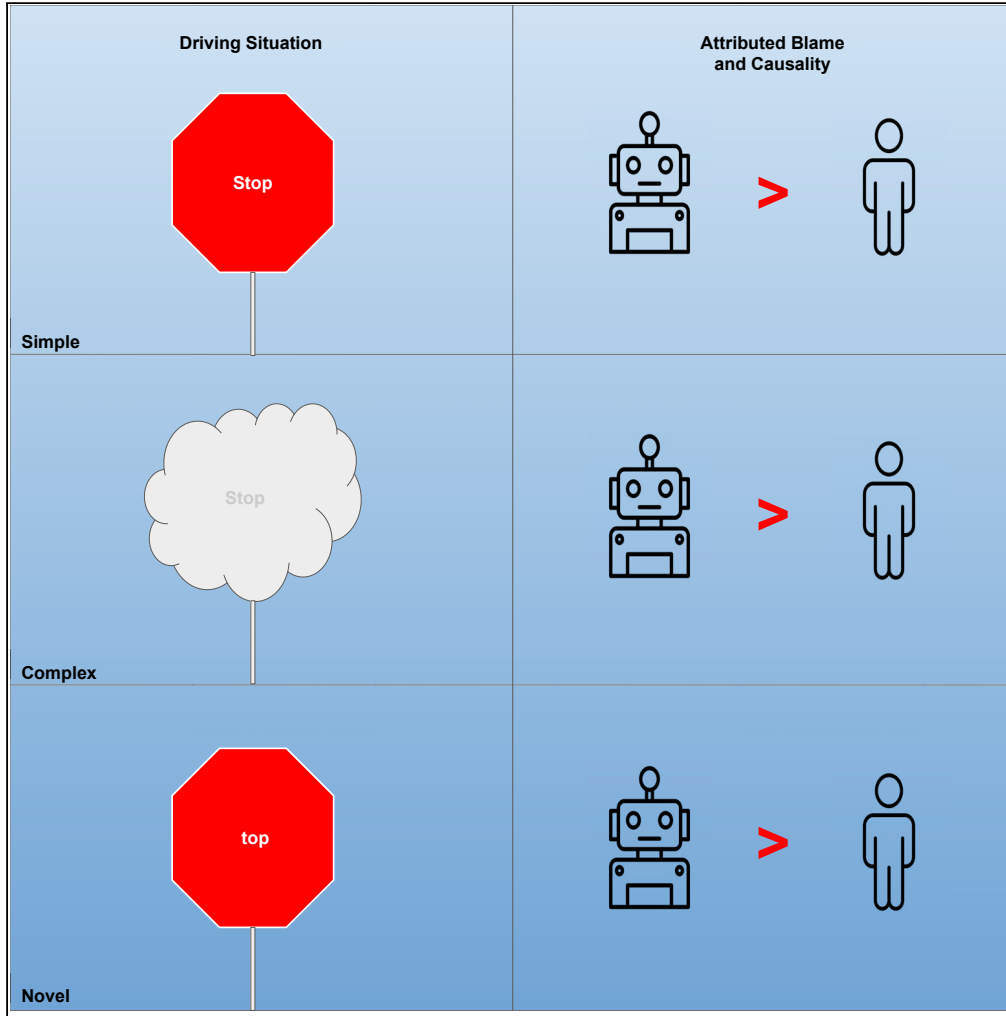 Driving Situation
Attributed Blame
and Causality
Stop
>
Simple
Stop
>
Complex
top
>
Novel